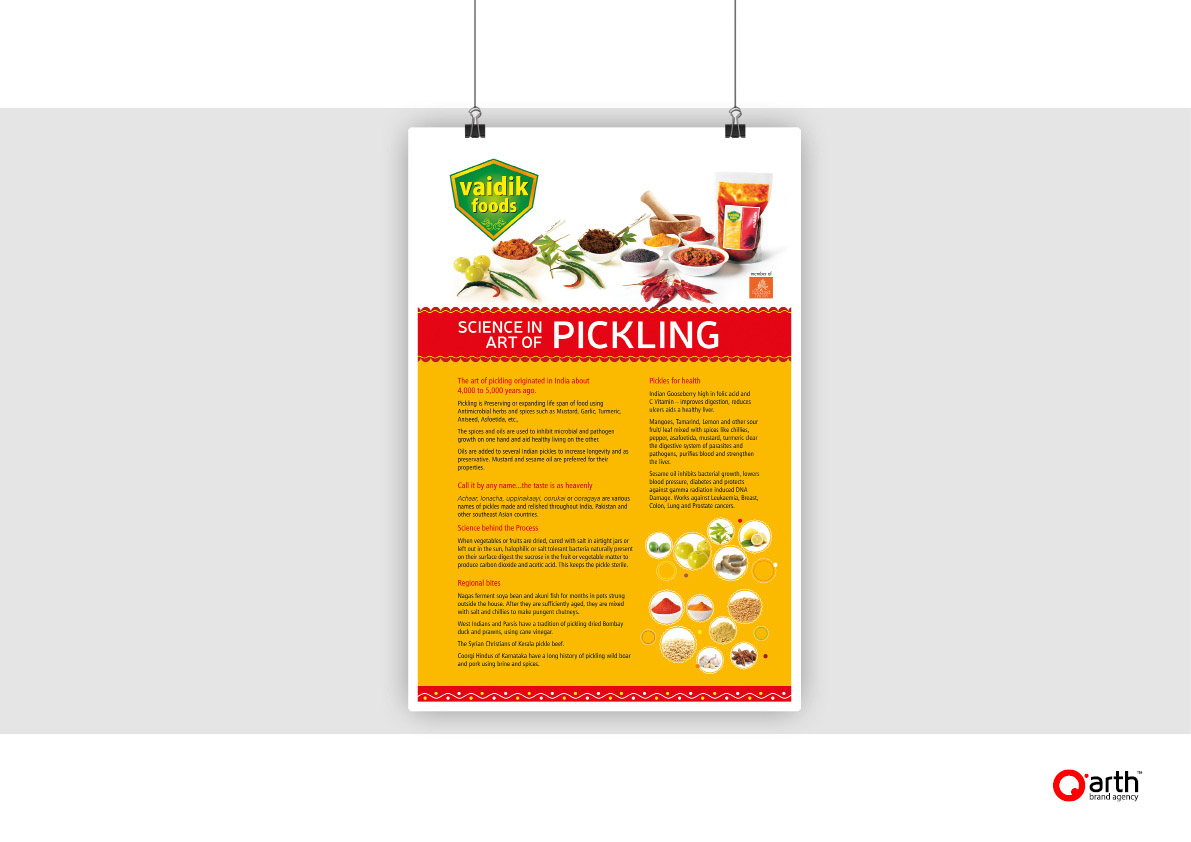 vaidik
foods
member of
SCIENCE IN
ART OF PICKLING
The art of pickling originated in India about
4,000 to 5,000 years ago.
Pickling is Preserving or expanding life span of food using
Antimicrobial herbs and spices such as Mustard, Garlic, Turmeric,
Aniseed, Asfoetida, etc.,
The spices and oils are used to inhibit microbial and pathogen
growth on one hand and aid healthy living on the other.
Oils are added to several Indian pickles to increase longevity and as
preservative. Mustard and sesame oil are preferred for their
properties.
Call it by any name...the taste is as heavenly
Achaar, lonacha, uppinakaayi, oorukai or ooragaya are various
names of pickles made and relished throughout India, Pakistan and
other southeast Asian countries.
Science behind the Process
When vegetables or fruits are dried, cured with salt in airtight jars or
left out in the sun, halophilic or salt tolerant bacteria naturally present
on their surface digest the sucrose in the fruit or vegetable matter to
produce carbon dioxide and acetic acid. This keeps the pickle sterile.
Regional bites
Nagas ferment soya bean and akuni fish for months in pots strung
outside the house. After they are sufficiently aged, they are mixed
with salt and chillies to make pungent chutneys.
West Indians and Parsis have a tradition of pickling dried Bombay
duck and prawns, using cane vinegar.
The Syrian Christians of Kerala pickle beef.
Coorgi Hindus of Karnataka have a long history of pickling wild boar
and pork using brine and spices.
Pickles for health
Indian Gooseberry high in folic acid and
C Vitamin – improves digestion, reduces
ulcers aids a healthy liver.
Mangoes, Tamarind, Lemon and other sour
fruit/ leaf mixed with spices like chillies,
pepper, asafoetida, mustard, turmeric clear
the digestive system of parasites and
pathogens, purifies blood and strengthen
the liver.
Sesame oil inhibits bacterial growth, lowers
blood pressure, diabetes and protects
against gamma radiation induced DNA
Damage. Works against Leukaemia, Breast,
Colon, Lung and Prostate cancers.
arth™
brand agency